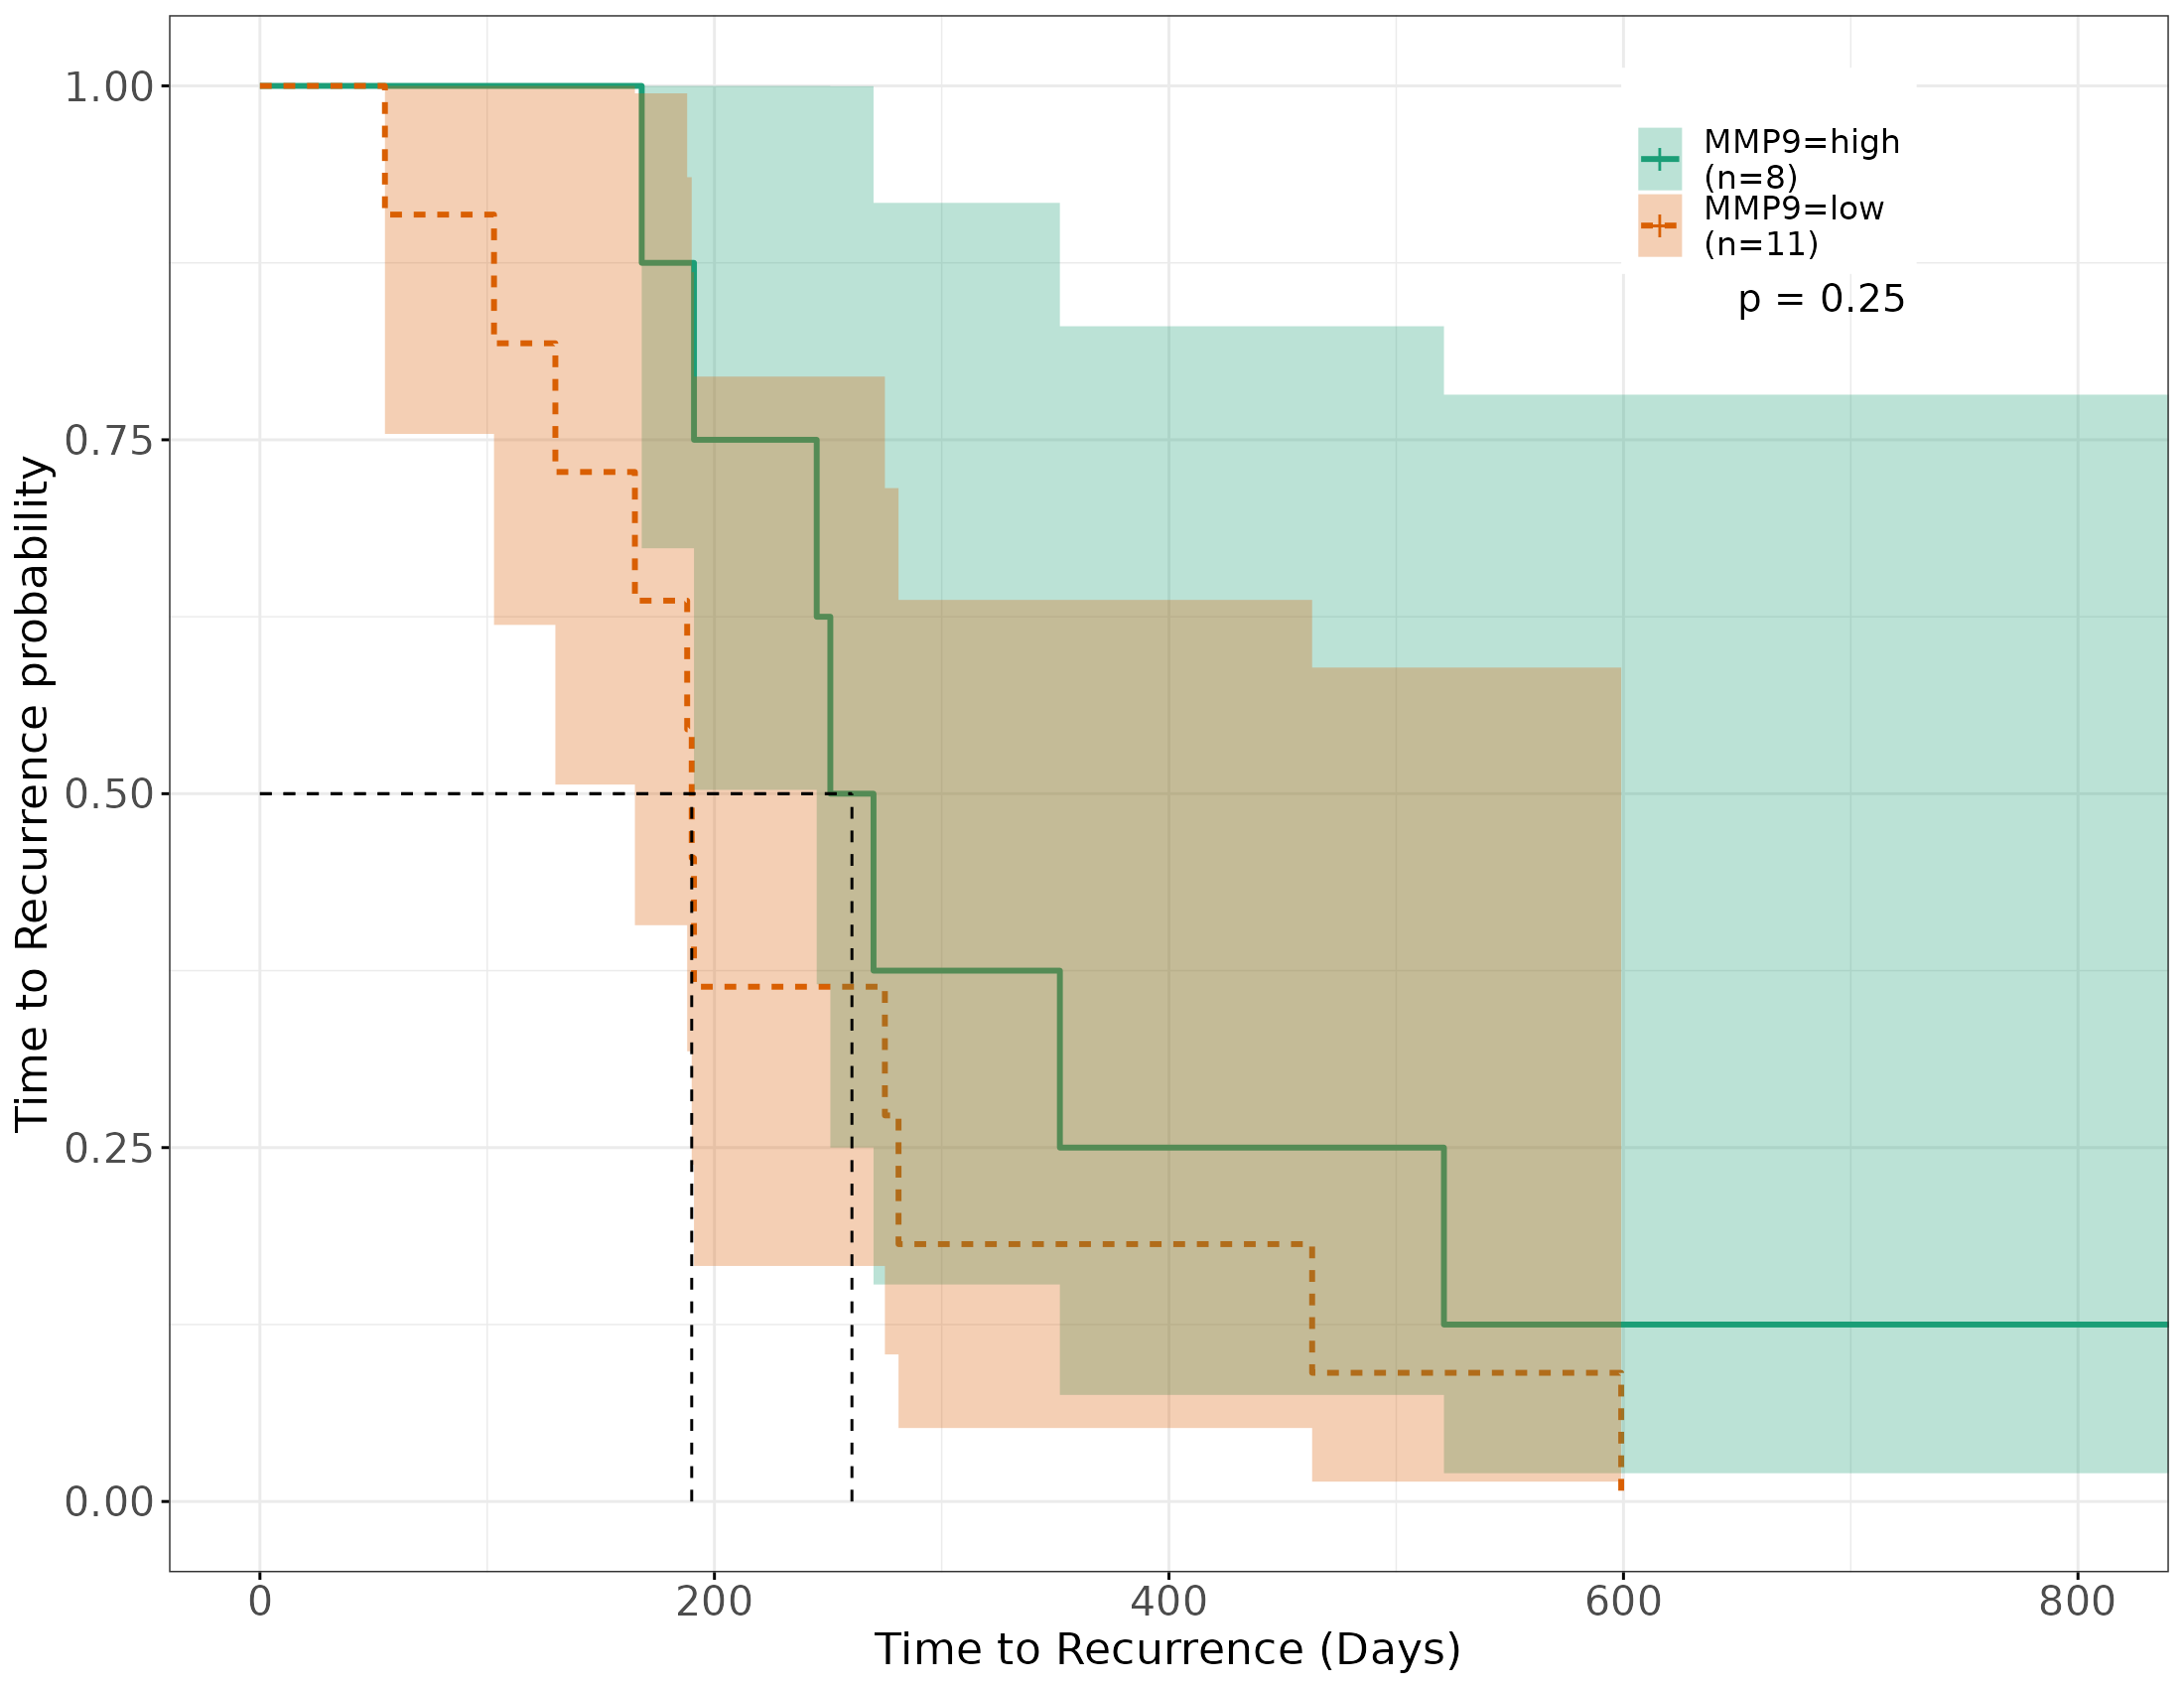 Time to Recurrence probability
1.00
0.75
0.50
0.25
0.00
MMP9=high
(n=8)
MMP9=low
(n=11)
p = 0.25
0 200 400 600 800
Time to Recurrence (Days)